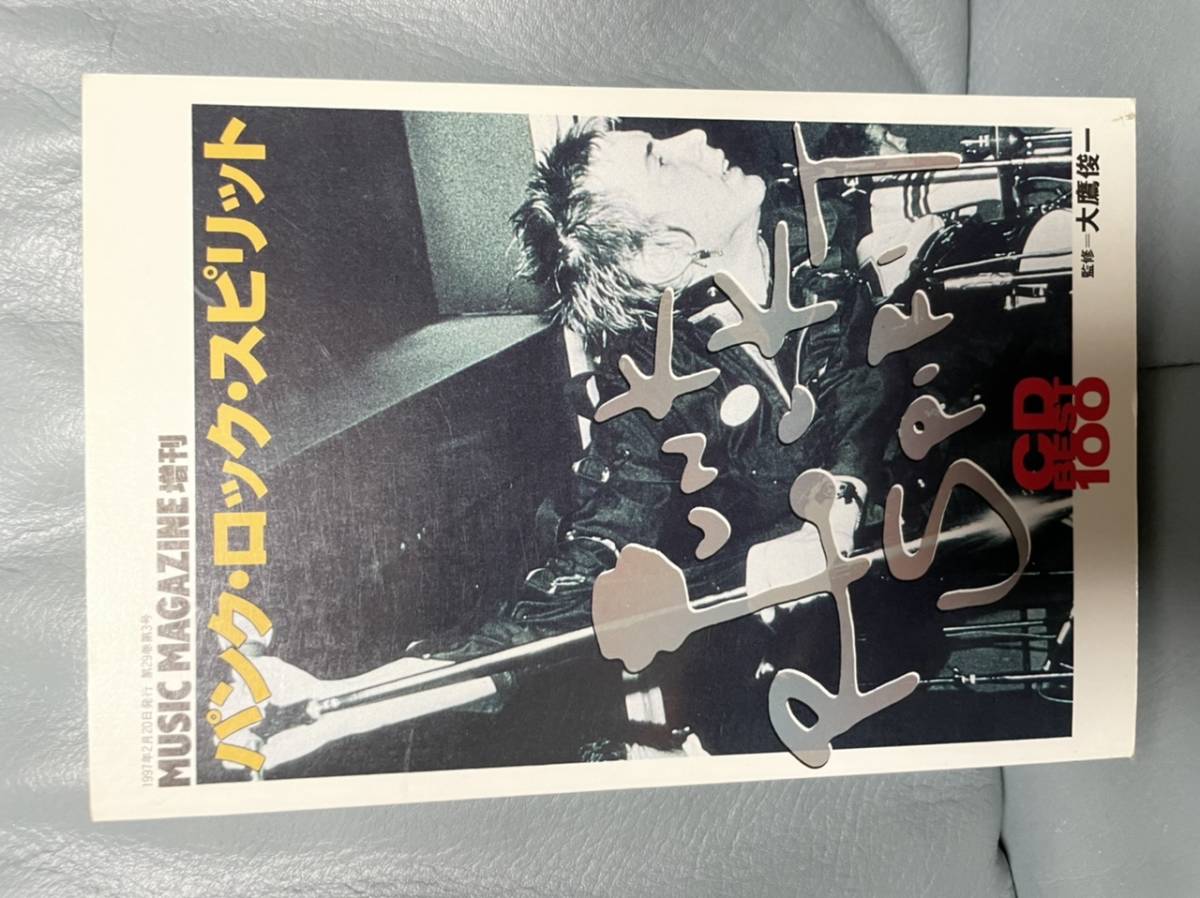 1997年2月20日発行 第29巻第3号
MUSIC MAGAZINE増刊
パンク・ロック・スピリット
PUNK
ROCK
SPIRIT
CD
BEST
100
監修=大鷹俊一